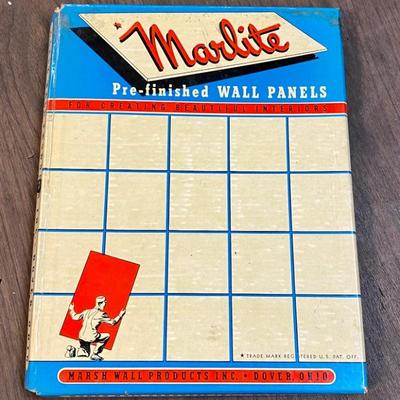 ★ Marlite
Pre-finished WALL PANELS
FOR CREATING BEAUTIFUL INTERIORS
★ TRADE MARK REGISTERED U.S. PAT. OFF.
MARSH WALL PRODUCTS INC. • DOVER, OHIO